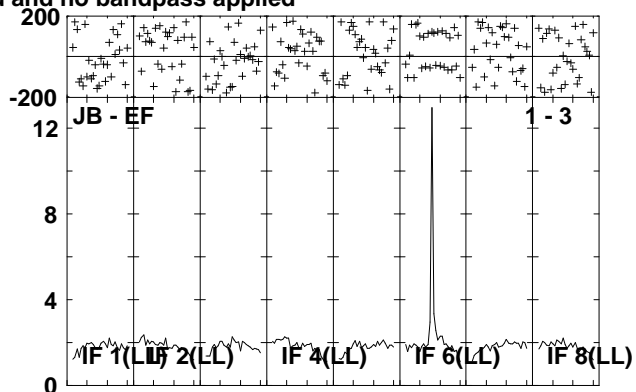 and no bandpass applied
200
-200
JB - EF
1 - 3
12
8
4
0
IF 1(LL)
IF 2(LL)
IF 4(LL)
IF 6(LL)
IF 8(LL)